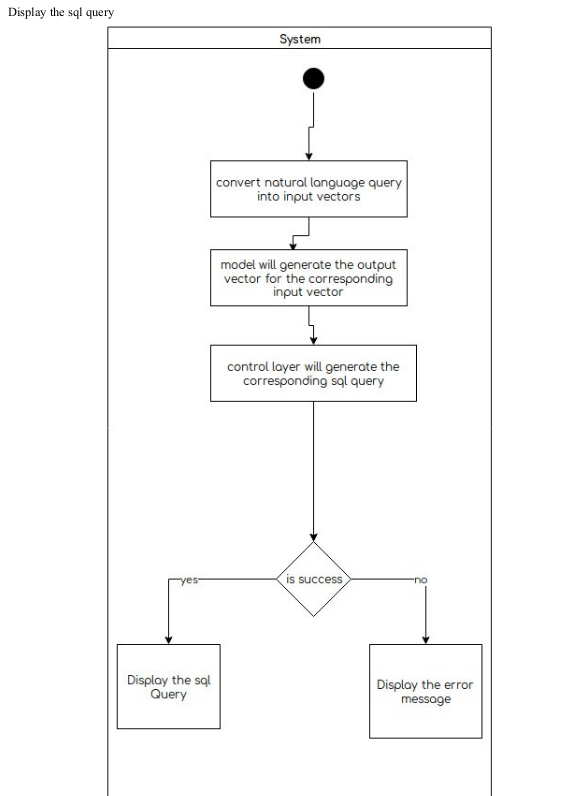 Display the sql query
System
convert natural language query
into input vectors
model will generate the output
vector for the corresponding
input vector
control layer will generate the
corresponding sql query
is success
yes
no
Display the sql
Query
Display the error
message